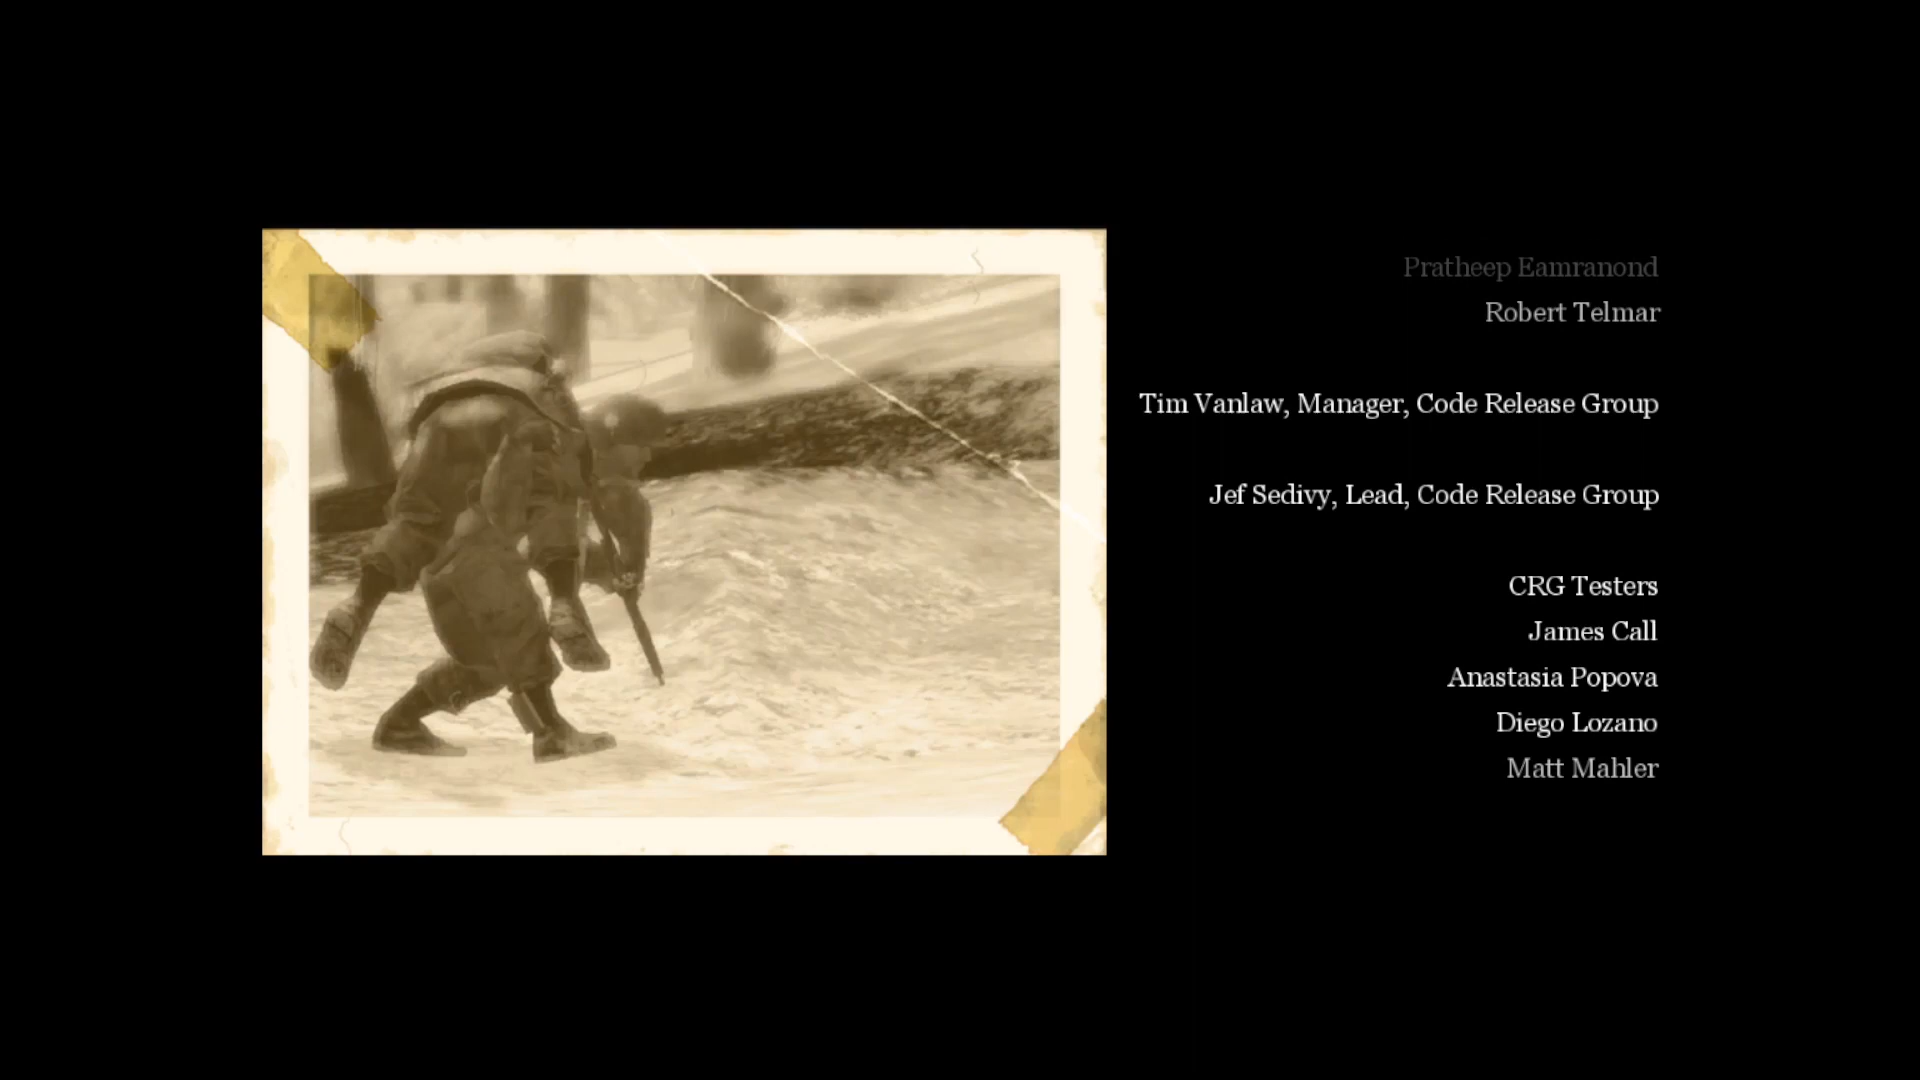 Pratheep Eamranond
Robert Telmar
Tim Vanlaw, Manager, Code Release Group
Jef Sedivy, Lead, Code Release Group
CRG Testers
James Call
Anastasia Popova
Diego Lozano
Matt Mahler